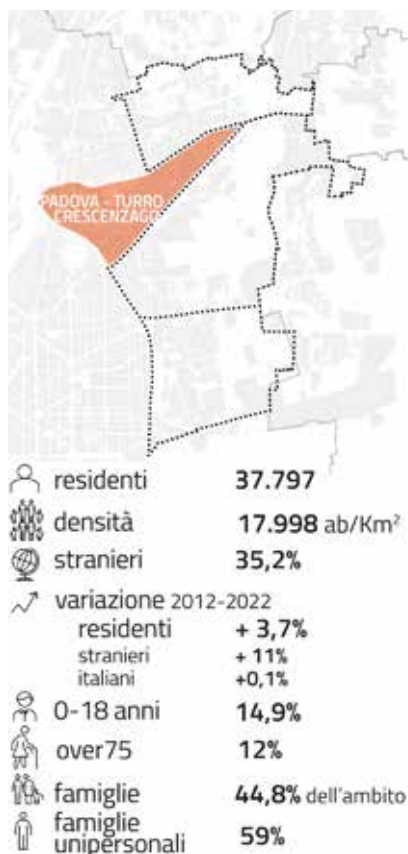 PADOVA - TURRO
CRESCENZAGO
residenti 37.797
densità 17.998 ab/Km²
stranieri 35,2%
variazione 2012-2022
residenti + 3,7%
stranieri + 11%
italiani +0,1%
0-18 anni 14,9%
over75 12%
famiglie 44,8% dell'ambito
famiglie
unipersonali 59%